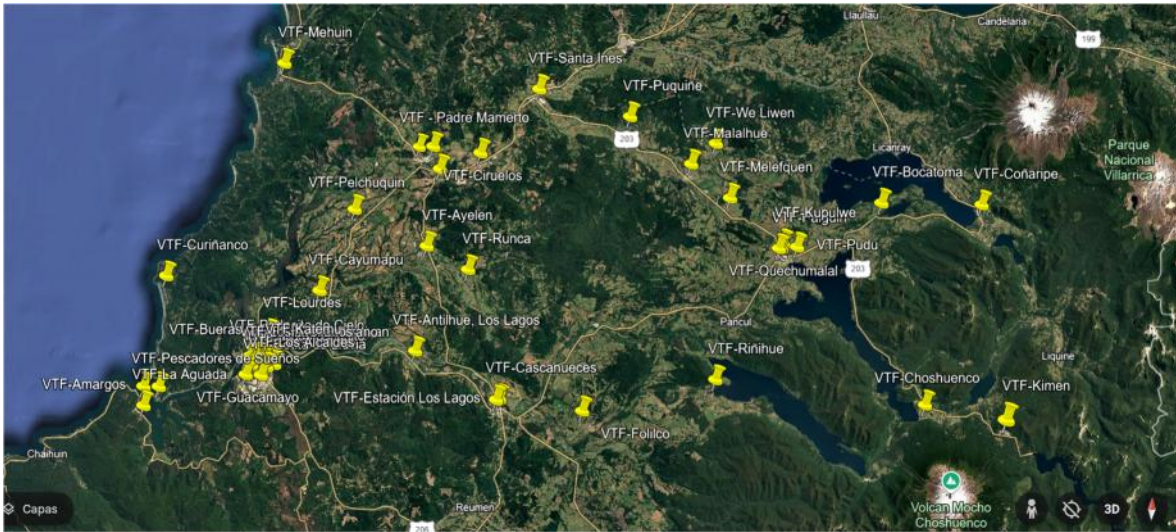 Llaullau
Candelaria
199
VTF-Mehuin
VTF-Santa Ines
VTF-Puquiñe
VTF-We Liwen
VTF - Padre Mamerto
203
VTF-Malalhue
Licanray
Parque
Nacional
Villarrica
VTF-Ciruelos
VTF-Melefquen
VTF-Bocatoma
VTF-Coñaripe
VTF-Pelchuquin
VTF-Ayelen
VTF-Kupulwe
VTF-Runca
VTF-Pudu
VTF-Curiñanco
VTF-Cayumapu
VTF-Quechumalal
203
VTF-Lourdes
VTF-Antilhue, Los Lagos
Pancul
VTF-Pescadores de Sueños
VTF-Riñihue
Liquiñe
VTF-La Aguada
VTF-Amargos
VTF-Cascanueces
VTF-Choshuenco
VTF-Kimen
VTF-Guacamayo
VTF-Estación Los Lagos
VTF-Folilco
Chaihuin
Capas
Reumen
206
Volcan Mocho
Choshuenco
3D